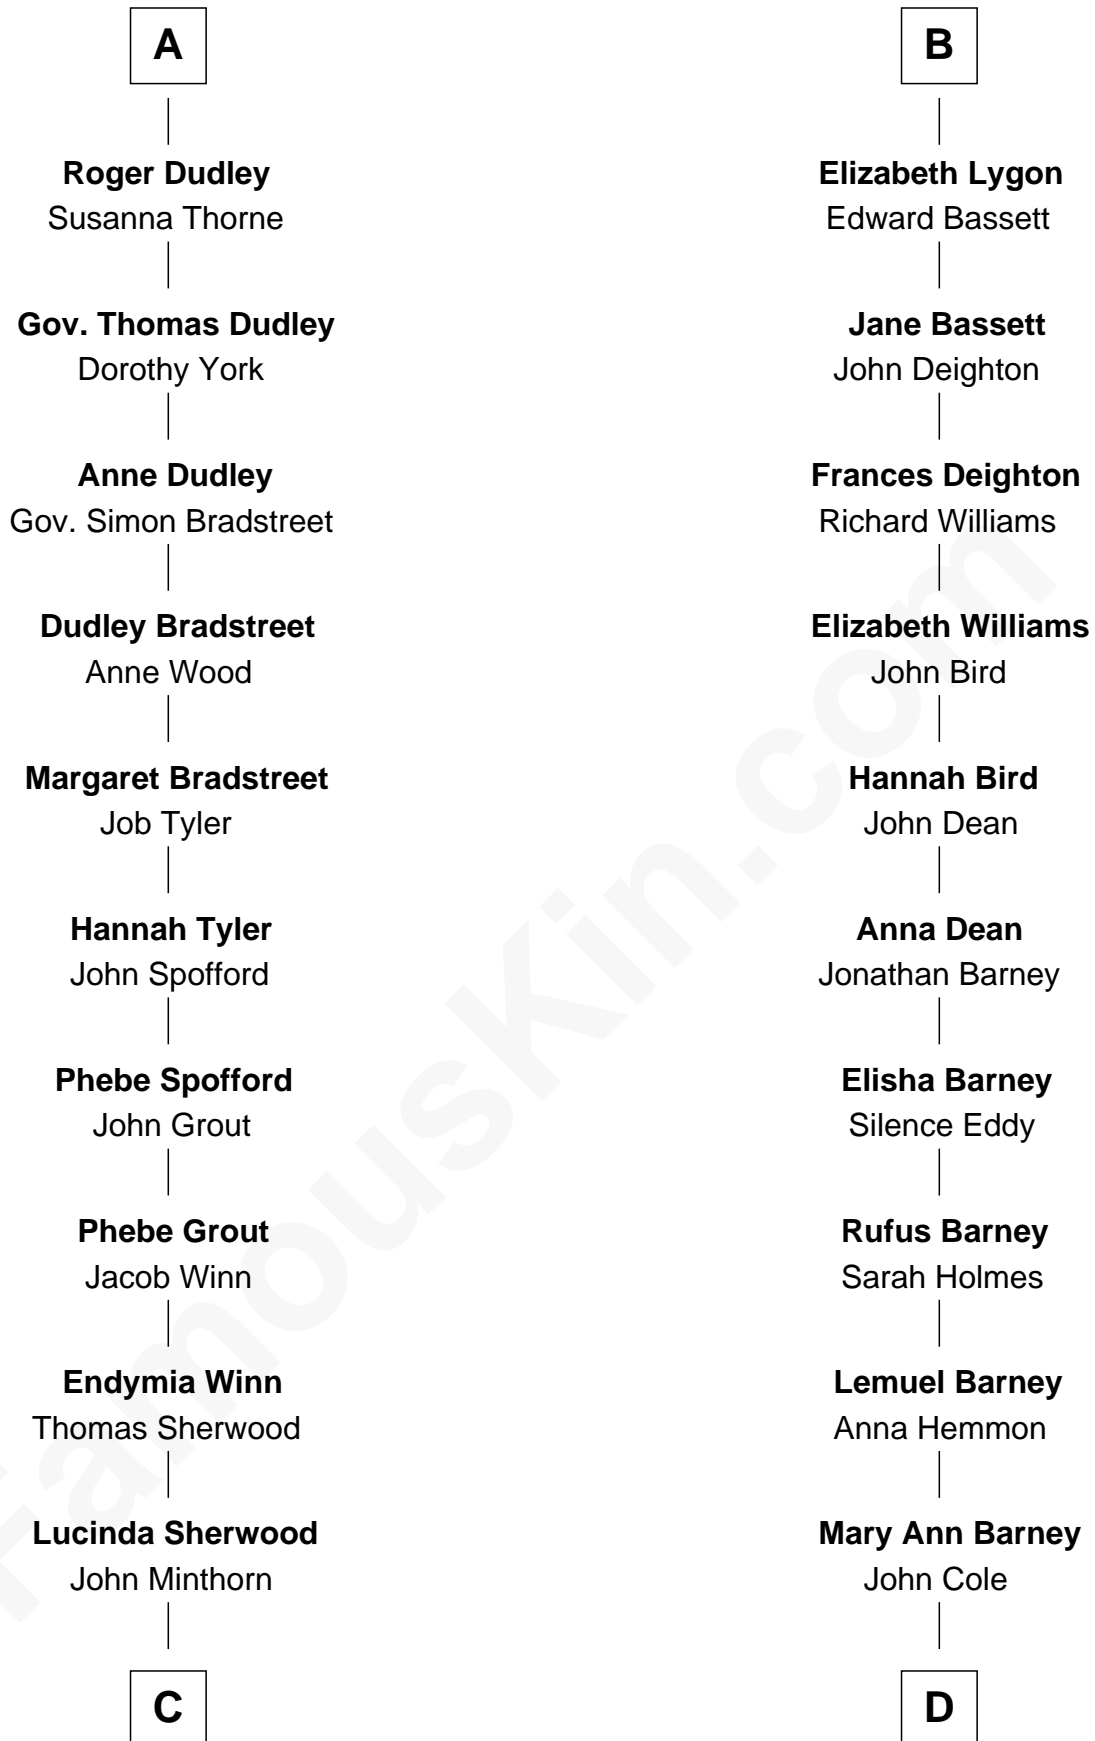 A
Roger Dudley
Susanna Thorne
Gov. Thomas Dudley
Dorothy York
Anne Dudley
Gov. Simon Bradstreet
Dudley Bradstreet
Anne Wood
Margaret Bradstreet
Job Tyler
Hannah Tyler
John Spofford
Phebe Spofford
John Grout
Phebe Grout
Jacob Winn
Endymia Winn
Thomas Sherwood
Lucinda Sherwood
John Minthorn
C
B
Elizabeth Lygon
Edward Bassett
Jane Bassett
John Deighton
Frances Deighton
Richard Williams
Elizabeth Williams
John Bird
Hannah Bird
John Dean
Anna Dean
Jonathan Barney
Elisha Barney
Silence Eddy
Rufus Barney
Sarah Holmes
Lemuel Barney
Anna Hemmon
Mary Ann Barney
John Cole
D
FamousKin.com